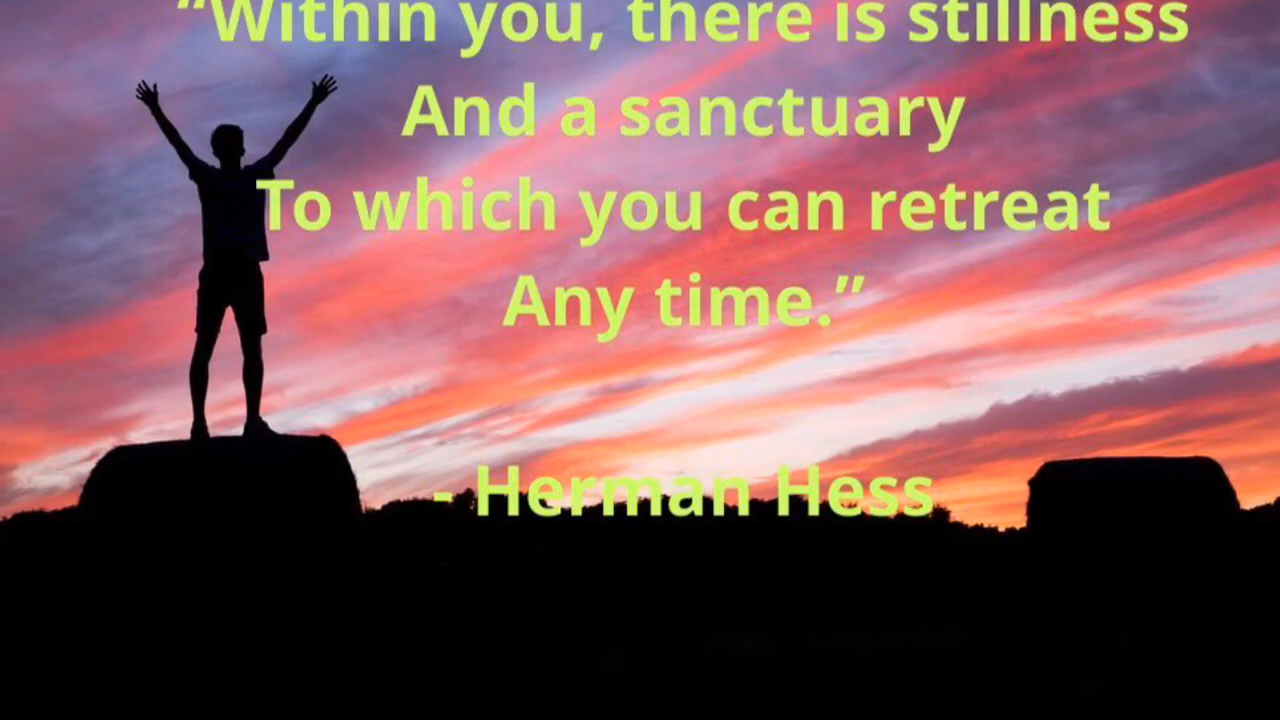 “Within you, there is stillness
And a sanctuary
To which you can retreat
Any time.”
- Herman Hess